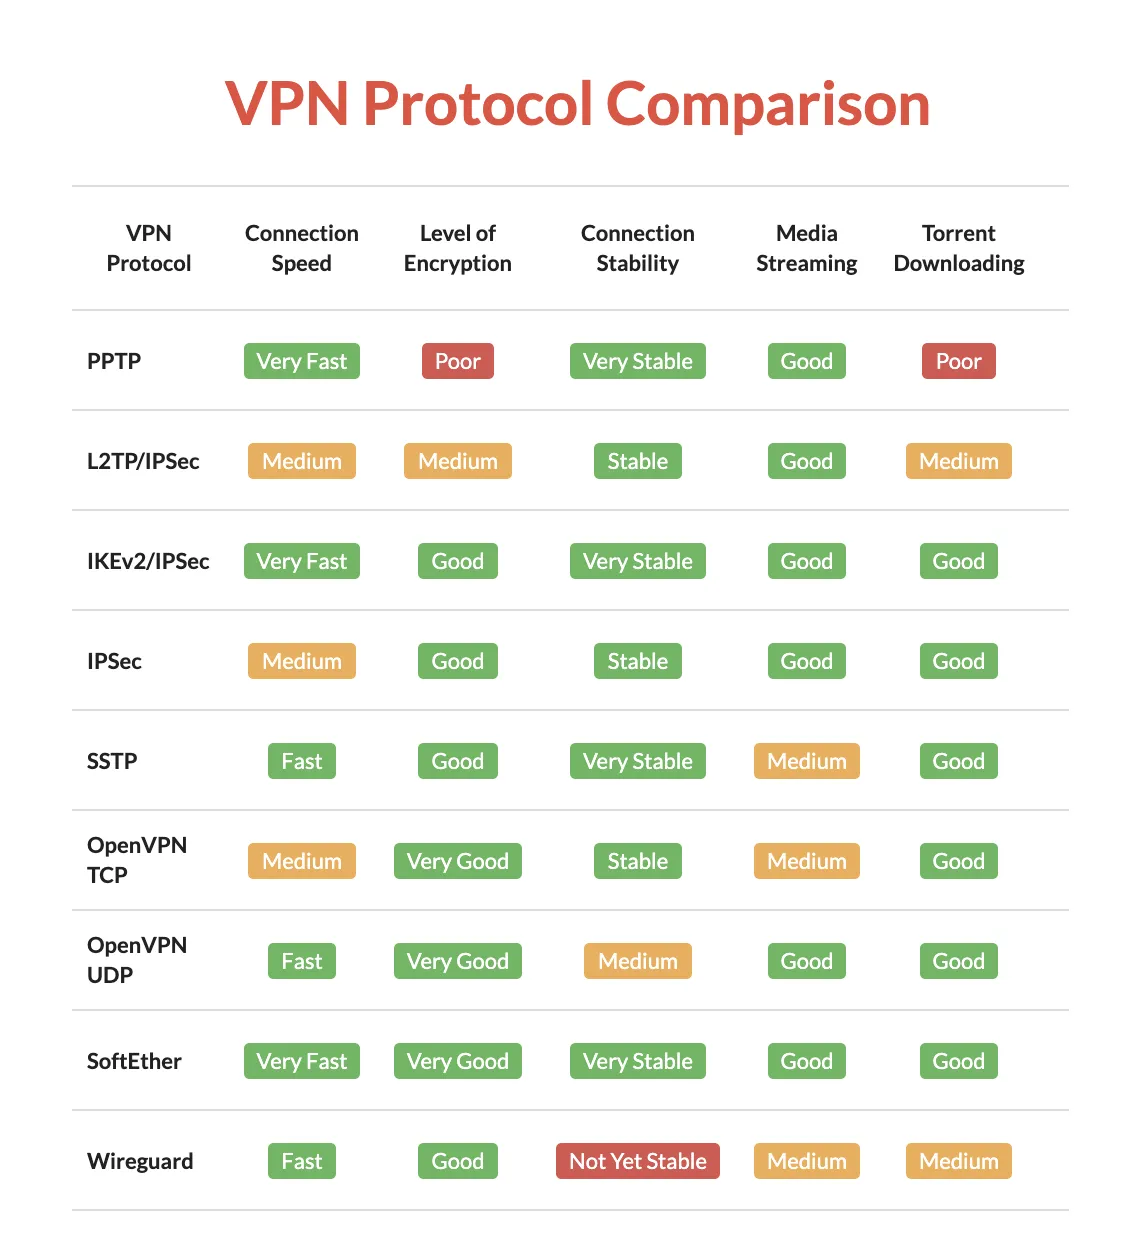 VPN Protocol Comparison
VPN Protocol Connection Speed Level of Encryption Connection Stability Media Streaming Torrent Downloading
PPTP Very Fast Poor Very Stable Good Poor
L2TP/IPSec Medium Medium Stable Good Medium
IKEv2/IPSec Very Fast Good Very Stable Good Good
IPSec Medium Good Stable Good Good
SSTP Fast Good Very Stable Medium Good
OpenVPN TCP Medium Very Good Stable Medium Good
OpenVPN UDP Fast Very Good Medium Good Good
SoftEther Very Fast Very Good Very Stable Good Good
Wireguard Fast Good Not Yet Stable Medium Medium